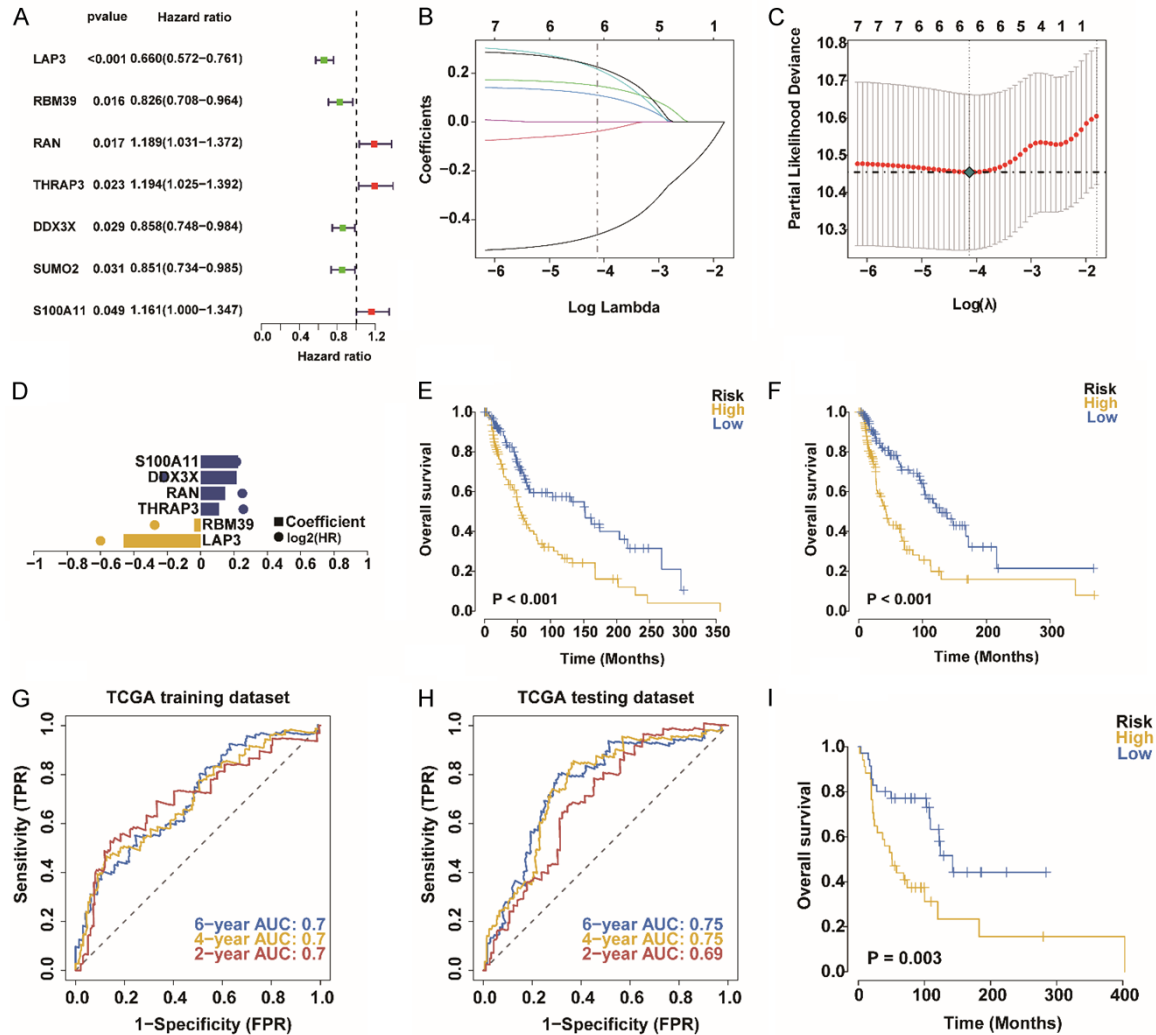 A
pvalue Hazard ratio
LAP3 <0.001 0.660(0.572−0.761)
RBM39 0.016 0.826(0.708−0.964)
RAN 0.017 1.189(1.031−1.372)
THRAP3 0.023 1.194(1.025−1.392)
DDX3X 0.029 0.858(0.748−0.984)
SUMO2 0.031 0.851(0.734−0.985)
S100A11 0.049 1.161(1.000−1.347)
0.0 0.4 0.8 1.2
Hazard ratio
B
7 6 6 5 1
Coefficients
0.2
0.0
−0.2
−0.4
−6 −5 −4 −3 −2
Log Lambda
C
7 7 7 6 6 6 6 5 4 1 1
Partial Likelihood Deviance
10.8
10.7
10.6
10.5
10.4
10.3
−6 −5 −4 −3 −2
Log(λ)
D
S100A11
DDX3X
RAN
THRAP3
RBM39
LAP3
Coefficient
log2(HR)
−1 −0.8 −0.6 −0.4 −0.2 0 0.2 0.4 0.6 0.8 1
E
Risk
High
Low
Overall survival
1.0
0.8
0.6
0.4
0.2
0.0
P < 0.001
0 50 100 150 200 250 300 350
Time (Months)
F
Risk
High
Low
Overall survival
1.0
0.8
0.6
0.4
0.2
0.0
P < 0.001
0 100 200 300
Time (Months)
G
TCGA training dataset
Sensitivity (TPR)
1.0
0.8
0.6
0.4
0.2
0.0
6−year AUC: 0.7
4−year AUC: 0.7
2−year AUC: 0.7
0.0 0.2 0.4 0.6 0.8 1.0
1−Specificity (FPR)
H
TCGA testing dataset
Sensitivity (TPR)
1.0
0.8
0.6
0.4
0.2
0.0
6−year AUC: 0.75
4−year AUC: 0.75
2−year AUC: 0.69
0.0 0.2 0.4 0.6 0.8 1.0
1−Specificity (FPR)
I
Risk
High
Low
Overall survival
1.0
0.8
0.6
0.4
0.2
0.0
P = 0.003
0 100 200 300 400
Time (Months)